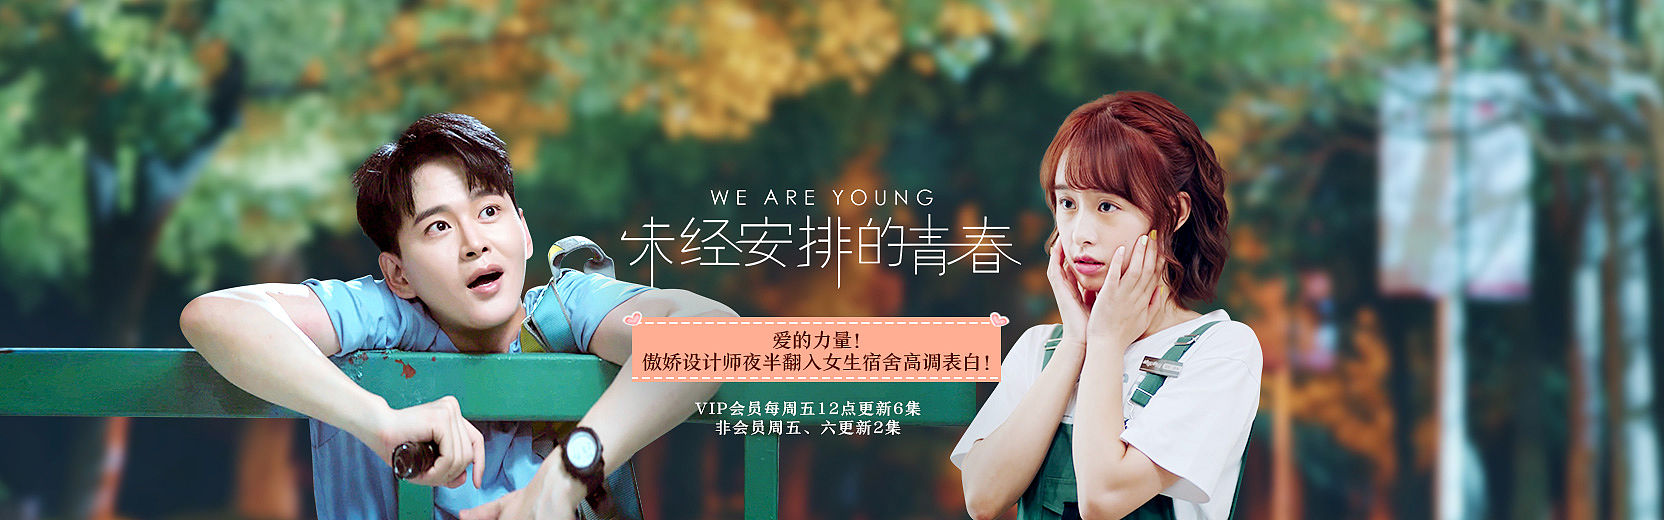 WE ARE YOUNG
未经安排的青春
爱的力量！
傲娇设计师夜半翻入女生宿舍高调表白！
VIP会员每周五12点更新6集
非会员周五、六更新2集